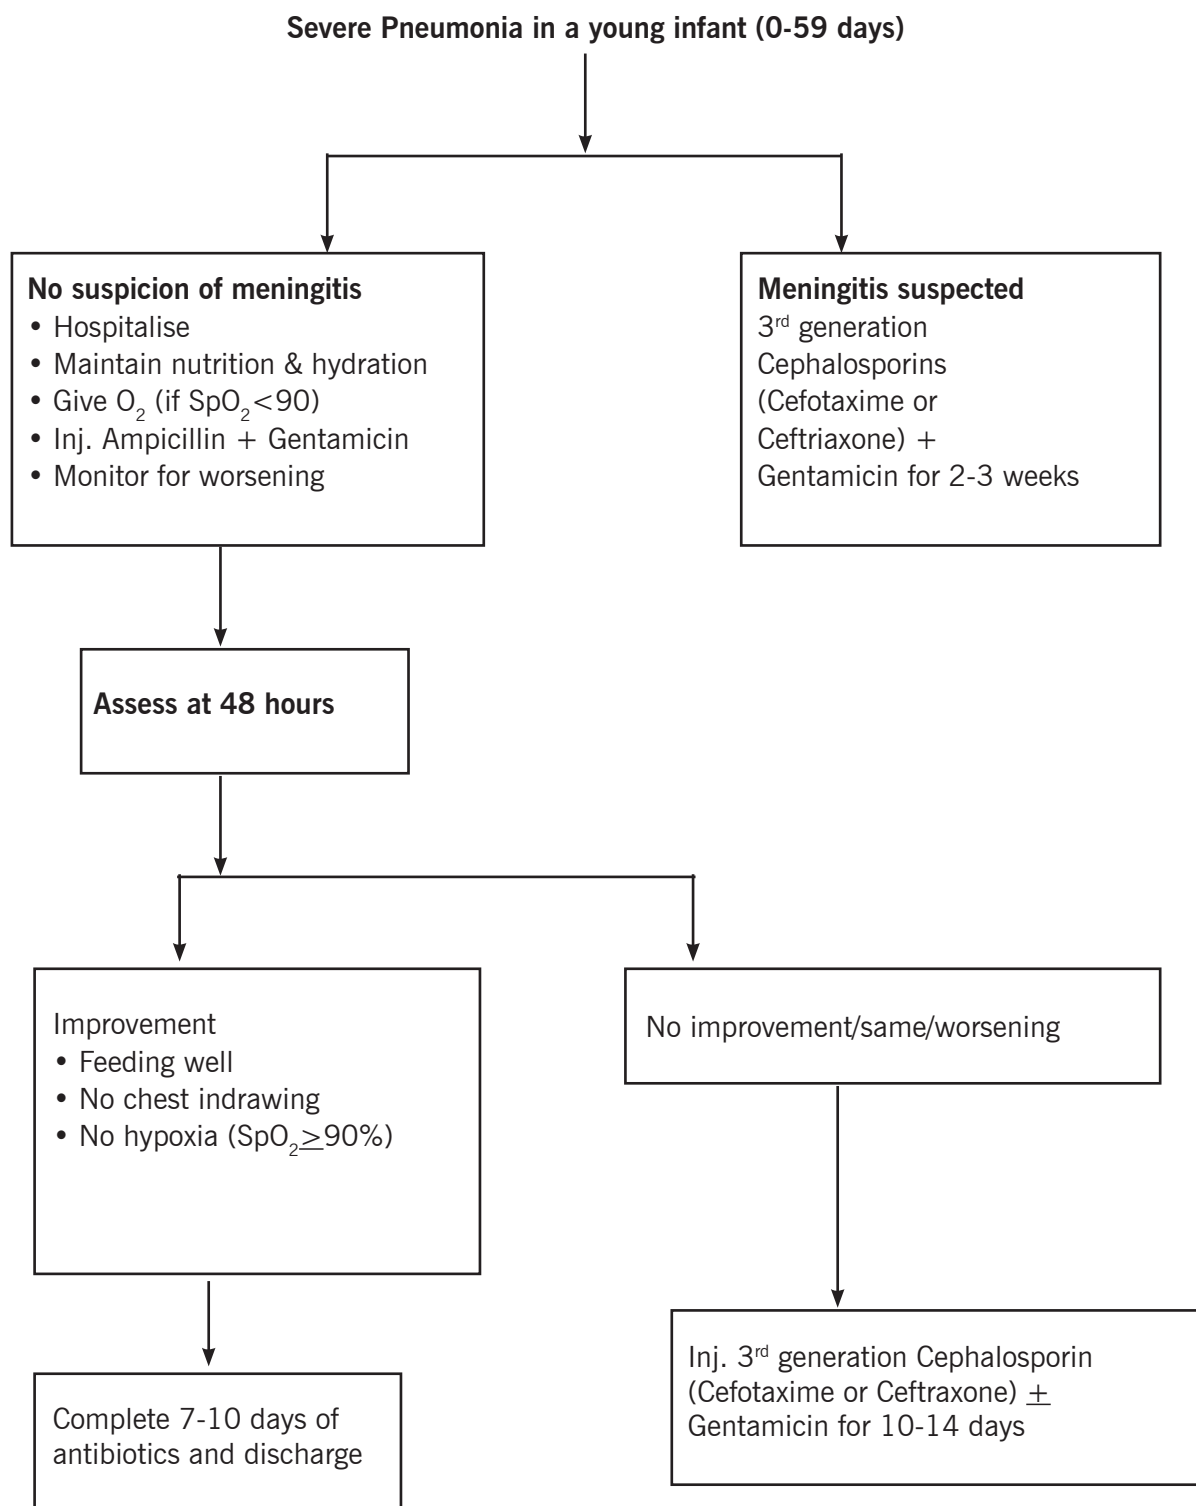 Severe Pneumonia in a young infant (0-59 days)
No suspicion of meningitis
• Hospitalise
• Maintain nutrition & hydration
• Give O₂ (if SpO₂<90)
• Inj. Ampicillin + Gentamicin
• Monitor for worsening
Meningitis suspected
3rd generation
Cephalosporins
(Cefotaxime or
Ceftriaxone) +
Gentamicin for 2-3 weeks
Assess at 48 hours
Improvement
• Feeding well
• No chest indrawing
• No hypoxia (SpO₂≥90%)
No improvement/same/worsening
Complete 7-10 days of
antibiotics and discharge
Inj. 3rd generation Cephalosporin
(Cefotaxime or Ceftraxone) ±
Gentamicin for 10-14 days